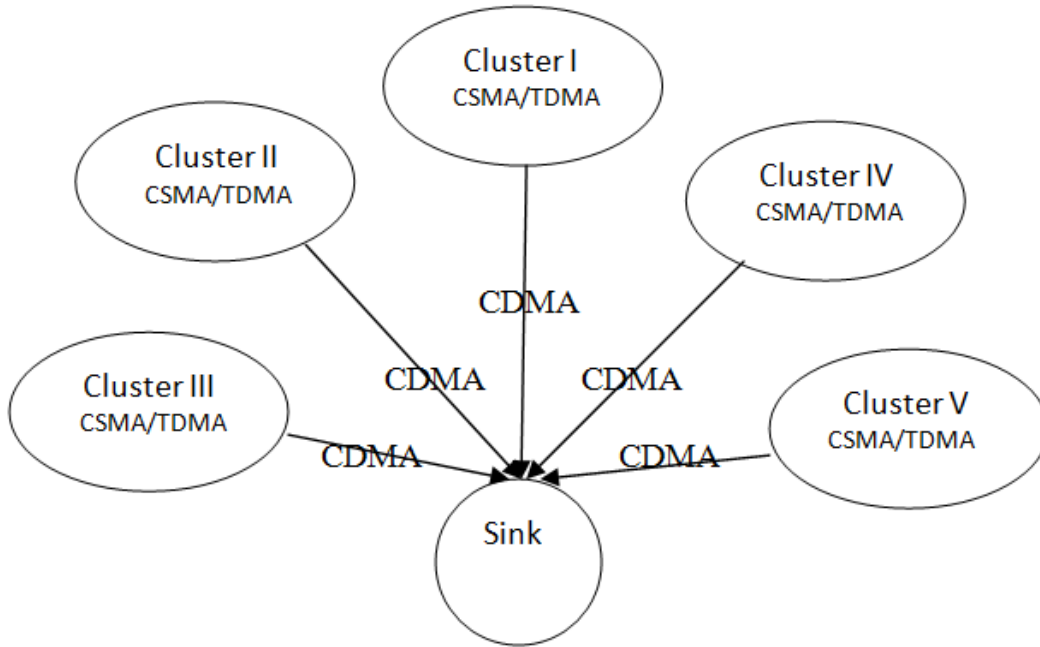 Cluster I
CSMA/TDMA
Cluster II
CSMA/TDMA
Cluster IV
CSMA/TDMA
CDMA
Cluster III
CSMA/TDMA
CDMA
CDMA
Cluster V
CSMA/TDMA
CDMA
CDMA
Sink